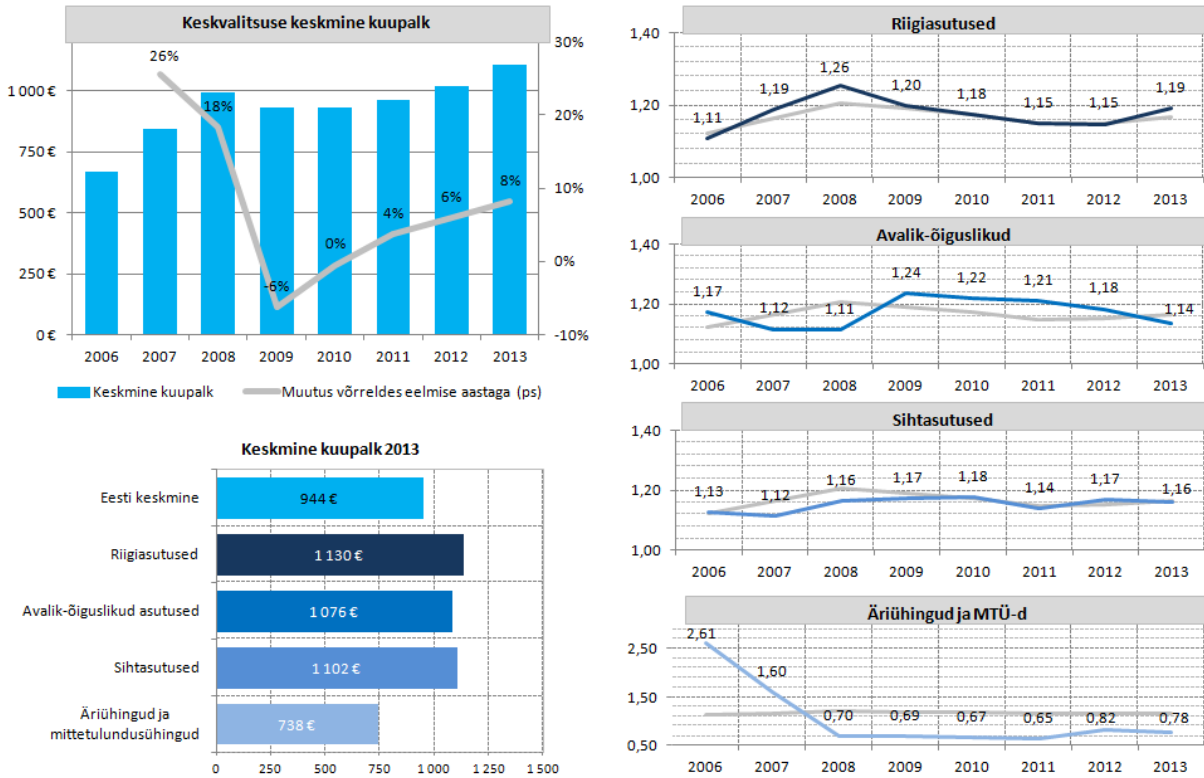 Keskvalitsuse keskmine kuupalk
30%
1 000 €
20%
750 €
10%
500 €
0%
250 €
0 €
-10%
26%
18%
-6%
0%
4%
6%
8%
2006 2007 2008 2009 2010 2011 2012 2013
Keskmine kuupalk Muutus võrreldes eelmise aastaga (ps)
Keskmine kuupalk 2013
Eesti keskmine 944 €
Riigiasutused 1 130 €
Avalik-õiguslikud asutused 1 076 €
Sihtasutused 1 102 €
Äriühingud ja
mittetulundusühingud 738 €
0 250 500 750 1 000 1 250 1 500
Riigiasutused
1,40
1,20
1,00
1,11 1,19 1,26 1,20 1,18 1,15 1,15 1,19
2006 2007 2008 2009 2010 2011 2012 2013
Avalik-õiguslikud
1,40
1,20
1,00
1,17 1,12 1,11 1,24 1,22 1,21 1,18 1,14
2006 2007 2008 2009 2010 2011 2012 2013
Sihtasutused
1,40
1,20
1,00
1,13 1,12 1,16 1,17 1,18 1,14 1,17 1,16
2006 2007 2008 2009 2010 2011 2012 2013
Äriühingud ja MTÜ-d
2,50
1,50
0,50
2,61 1,60 0,70 0,69 0,67 0,65 0,82 0,78
2006 2007 2008 2009 2010 2011 2012 2013